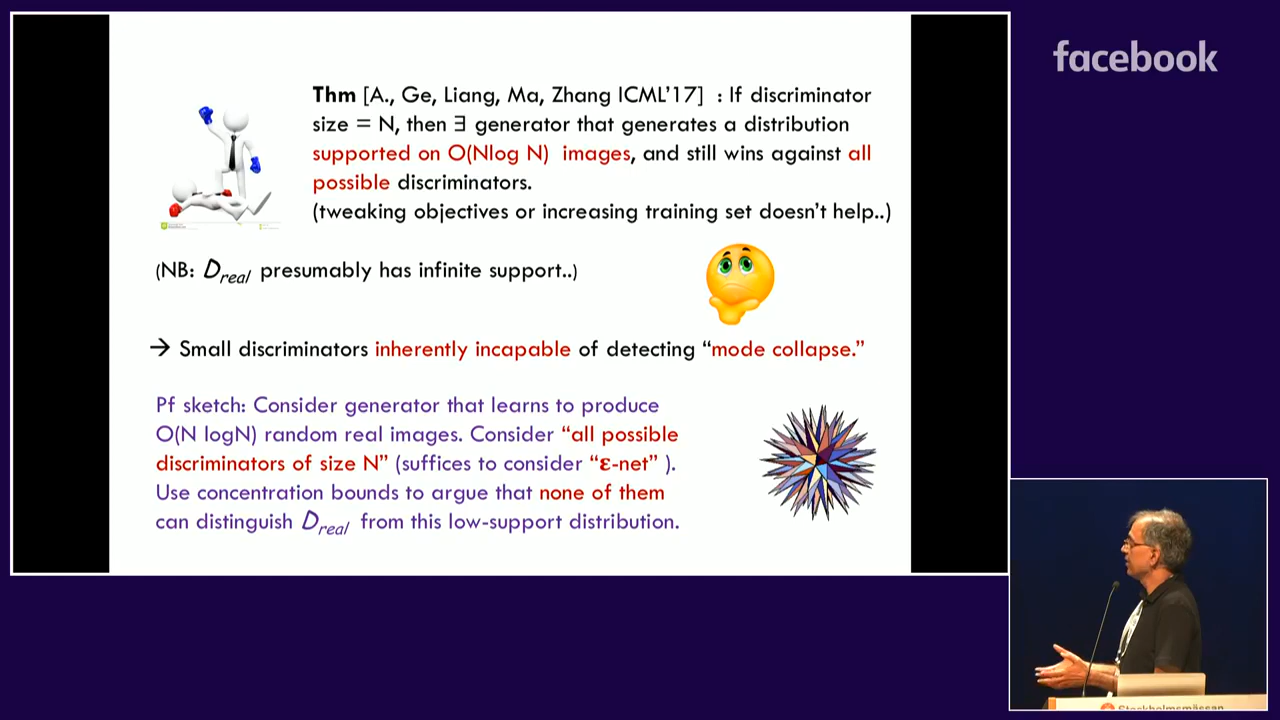 facebook
Thm [A., Ge, Liang, Ma, Zhang ICML’17] : If discriminator
size = N, then ∃ generator that generates a distribution
supported on O(Nlog N) images, and still wins against all
possible discriminators.
(tweaking objectives or increasing training set doesn’t help..)
(NB: D_real presumably has infinite support..)
→ Small discriminators inherently incapable of detecting “mode collapse.”
Pf sketch: Consider generator that learns to produce
O(N logN) random real images. Consider “all possible
discriminators of size N” (suffices to consider “ε-net” ).
Use concentration bounds to argue that none of them
can distinguish D_real from this low-support distribution.
Stockholmsmässan